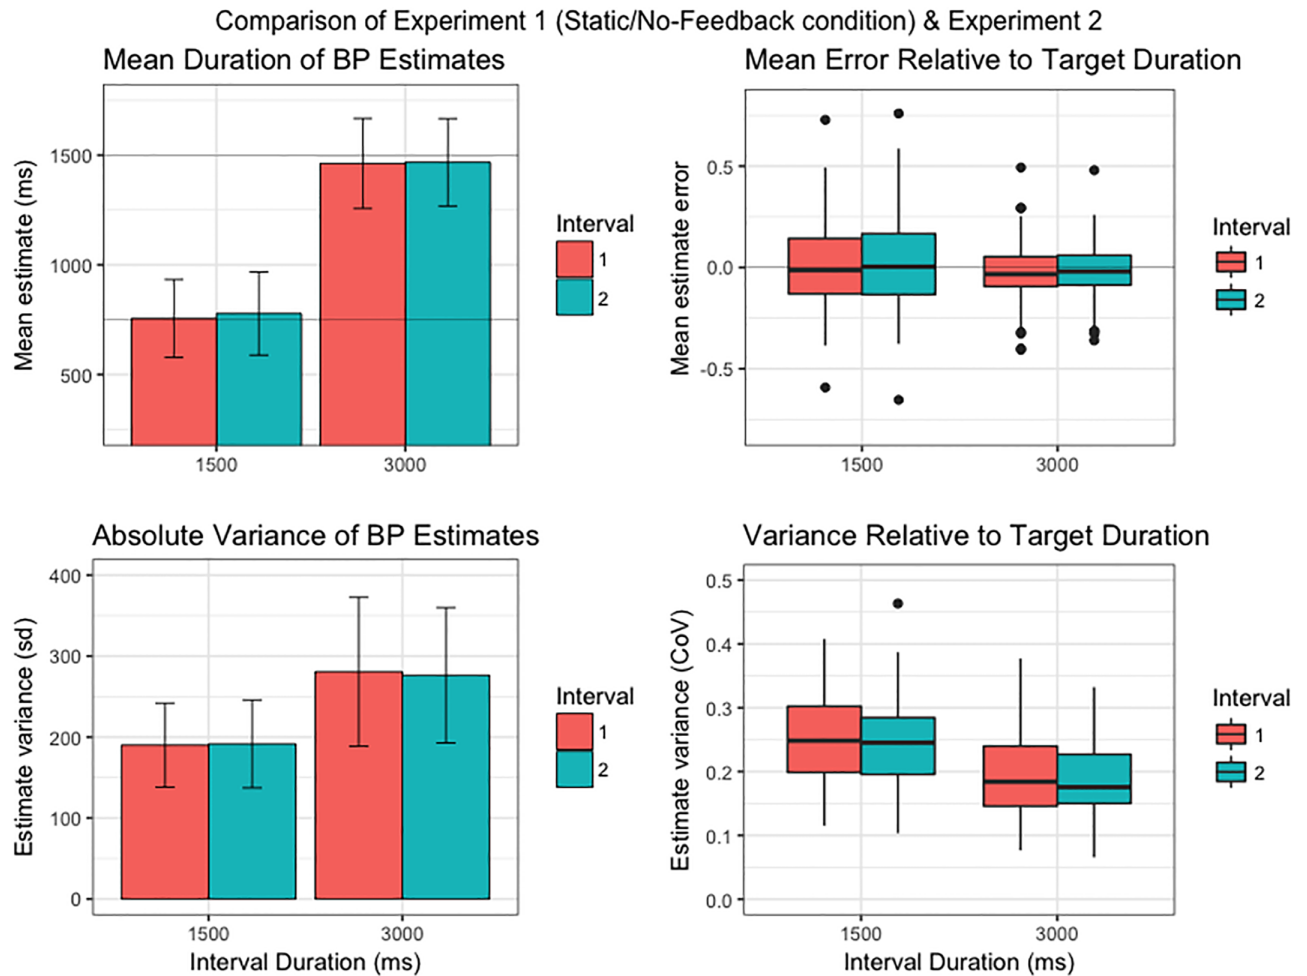 Comparison of Experiment 1 (Static/No-Feedback condition) & Experiment 2
Mean Duration of BP Estimates
Mean estimate (ms)
1500
1000
500
1500
3000
Interval
1
2
Mean Error Relative to Target Duration
Mean estimate error
0.5
0.0
-0.5
1500
3000
Interval
1
2
Absolute Variance of BP Estimates
Estimate variance (sd)
400
300
200
100
0
1500
3000
Interval Duration (ms)
Interval
1
2
Variance Relative to Target Duration
Estimate variance (CoV)
0.5
0.4
0.3
0.2
0.1
0.0
1500
3000
Interval Duration (ms)
Interval
1
2